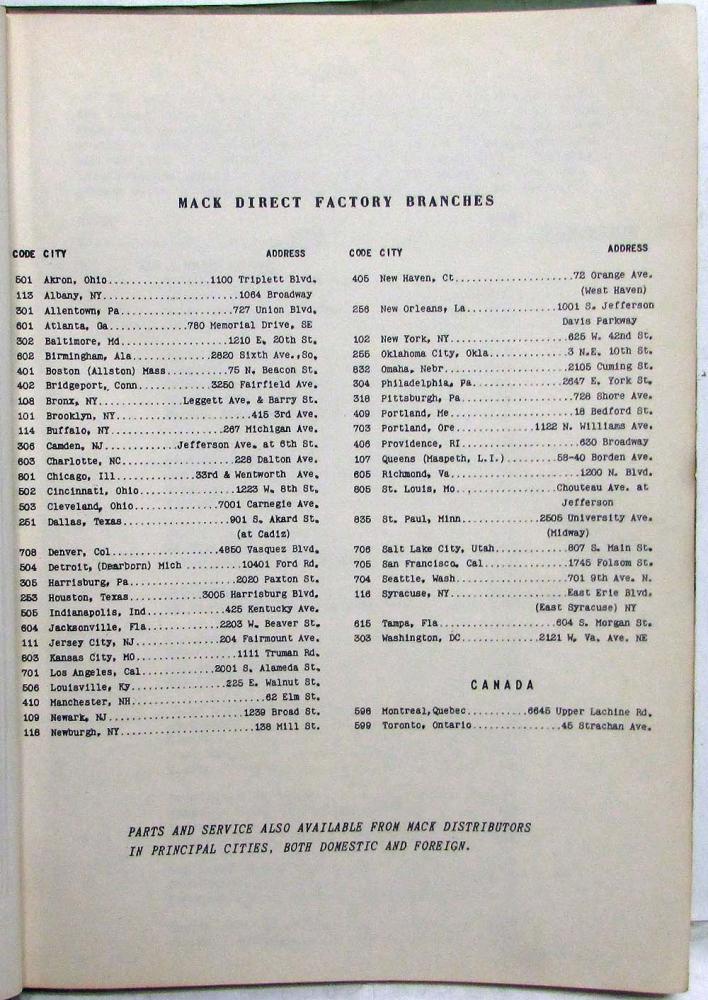 MACK DIRECT FACTORY BRANCHES
CODE CITY ADDRESS
501 Akron, Ohio..................1100 Triplett Blvd.
113 Albany, NY........................1064 Broadway
301 Allentown, Pa....................727 Union Blvd.
601 Atlanta, Ga.............780 Memorial Drive, SE
302 Baltimore, Md...................1210 E. 20th St.
602 Birmingham, Ala..............2820 Sixth Ave.,So.
401 Boston (Allston) Mass...........75 N. Beacon St.
402 Bridgeport, Conn.............3250 Fairfield Ave.
108 Bronx, NY...............Leggett Ave. & Barry St.
101 Brooklyn, NY........................415 3rd Ave.
114 Buffalo, NY....................267 Michigan Ave.
306 Camden, NJ.............Jefferson Ave. at 6th St.
603 Charlotte, NC....................228 Dalton Ave.
801 Chicago, Ill..............33rd & Wentworth Ave.
502 Cincinnati, Ohio.................1223 W. 8th St.
503 Cleveland, Ohio...............7001 Carnegie Ave.
251 Dallas, Texas...................901 S. Akard St.
(at Cadiz)
708 Denver, Col...................4850 Vasquez Blvd.
504 Detroit, (Dearborn) Mich ..........10401 Ford Rd.
305 Harrisburg, Pa...................2020 Paxton St.
253 Houston, Texas.............3005 Harrisburg Blvd.
505 Indianapolis, Ind..............425 Kentucky Ave.
604 Jacksonville, Fla.............2203 W. Beaver St.
111 Jersey City, NJ...............204 Fairmount Ave.
803 Kansas City, MO..................1111 Truman Rd.
701 Los Angeles, Cal.............2001 S. Alameda St.
506 Louisville, Ky.................225 E. Walnut St.
410 Manchester, NH........................62 Elm St.
109 Newark, NJ.........................1239 Broad St.
118 Newburgh, NY........................138 Mill St.
CODE CITY ADDRESS
405 New Haven, Ct.....................72 Orange Ave.
(West Haven)
256 New Orleans, La................1001 S. Jefferson
Davis Parkway
102 New York, NY.....................625 W. 42nd St.
255 Oklahoma City, Okla..............3 N.E. 10th St.
832 Omaha, Nebr......................2105 Cuming St.
304 Philadelphia, Pa................2647 E. York St.
318 Pittsburgh, Pa....................728 Shore Ave.
409 Portland, Me......................18 Bedford St.
703 Portland, Ore..............1122 N. Williams Ave.
406 Providence, RI.....................630 Broadway
107 Queens (Maspeth, L.I.).........58-40 Borden Ave.
605 Richmond, Va.......................1200 N. Blvd.
805 St. Louis, Mo................Chouteau Ave. at
Jefferson
835 St. Paul, Minn..............2505 University Ave.
(Midway)
706 Salt Lake City, Utah.............807 S. Main St.
705 San Francisco, Cal...............1745 Folsom St.
704 Seattle, Wash....................701 9th Ave. N.
116 Syracuse, NY.....................East Erie Blvd.
(East Syracuse) NY
615 Tampa, Fla.....................604 S. Morgan St.
303 Washington, DC..............2121 W. Va. Ave. NE
CANADA
598 Montreal,Quebec...........6645 Upper Lachine Rd.
599 Toronto, Ontario................45 Strachan Ave.
PARTS AND SERVICE ALSO AVAILABLE FROM MACK DISTRIBUTORS
IN PRINCIPAL CITIES, BOTH DOMESTIC AND FOREIGN.